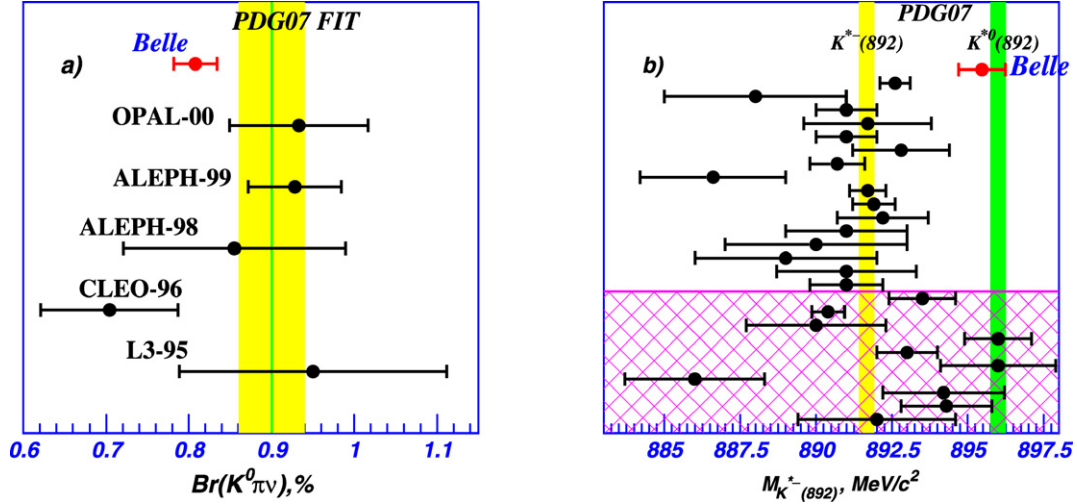 PDG07 FIT
Belle
a)
OPAL-00
ALEPH-99
ALEPH-98
CLEO-96
L3-95
0.6 0.7 0.8 0.9 1 1.1
Br(K⁰πν),%
PDG07
K*-(892) K*0(892)
b)
Belle
885 887.5 890 892.5 895 897.5
M_K*-(892), MeV/c²